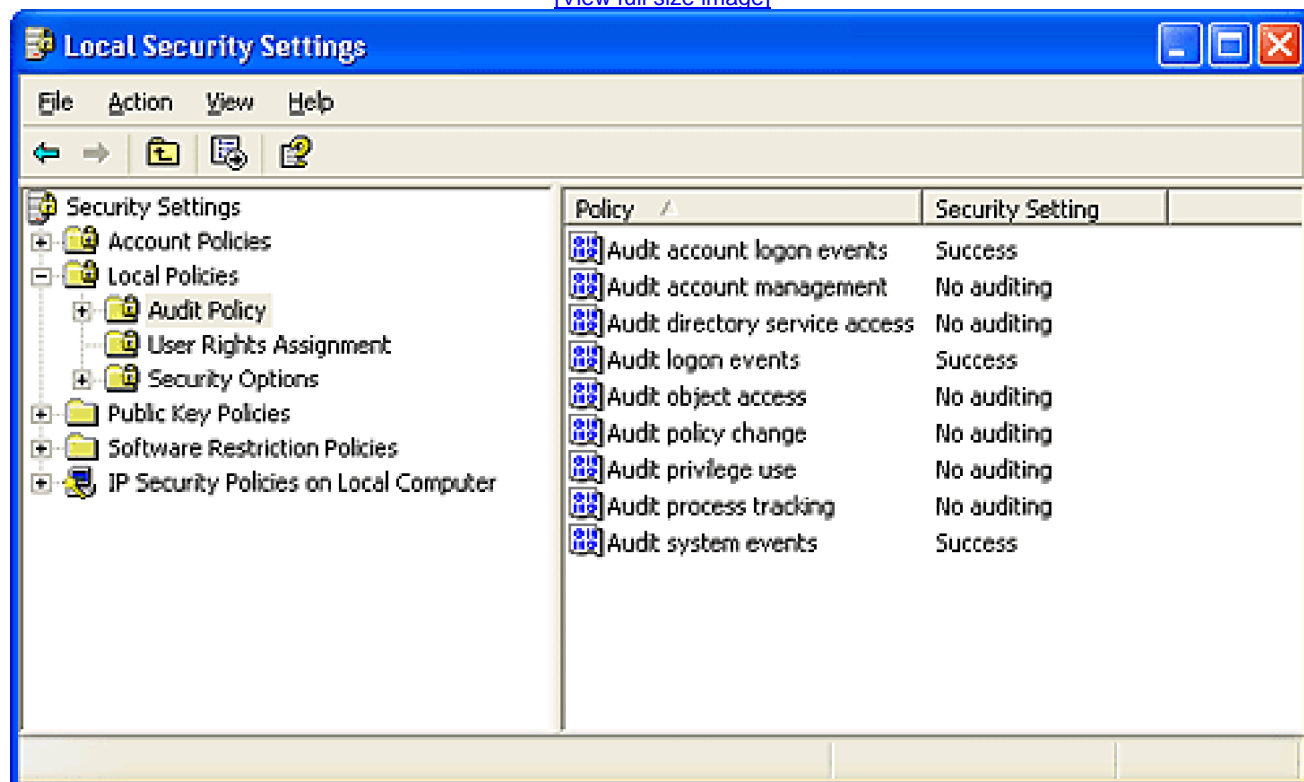 [View full size image]
Local Security Settings
File Action View Help
Security Settings
Account Policies
Local Policies
Audit Policy
User Rights Assignment
Security Options
Public Key Policies
Software Restriction Policies
IP Security Policies on Local Computer
Policy Security Setting
Audit account logon events Success
Audit account management No auditing
Audit directory service access No auditing
Audit logon events Success
Audit object access No auditing
Audit policy change No auditing
Audit privilege use No auditing
Audit process tracking No auditing
Audit system events Success